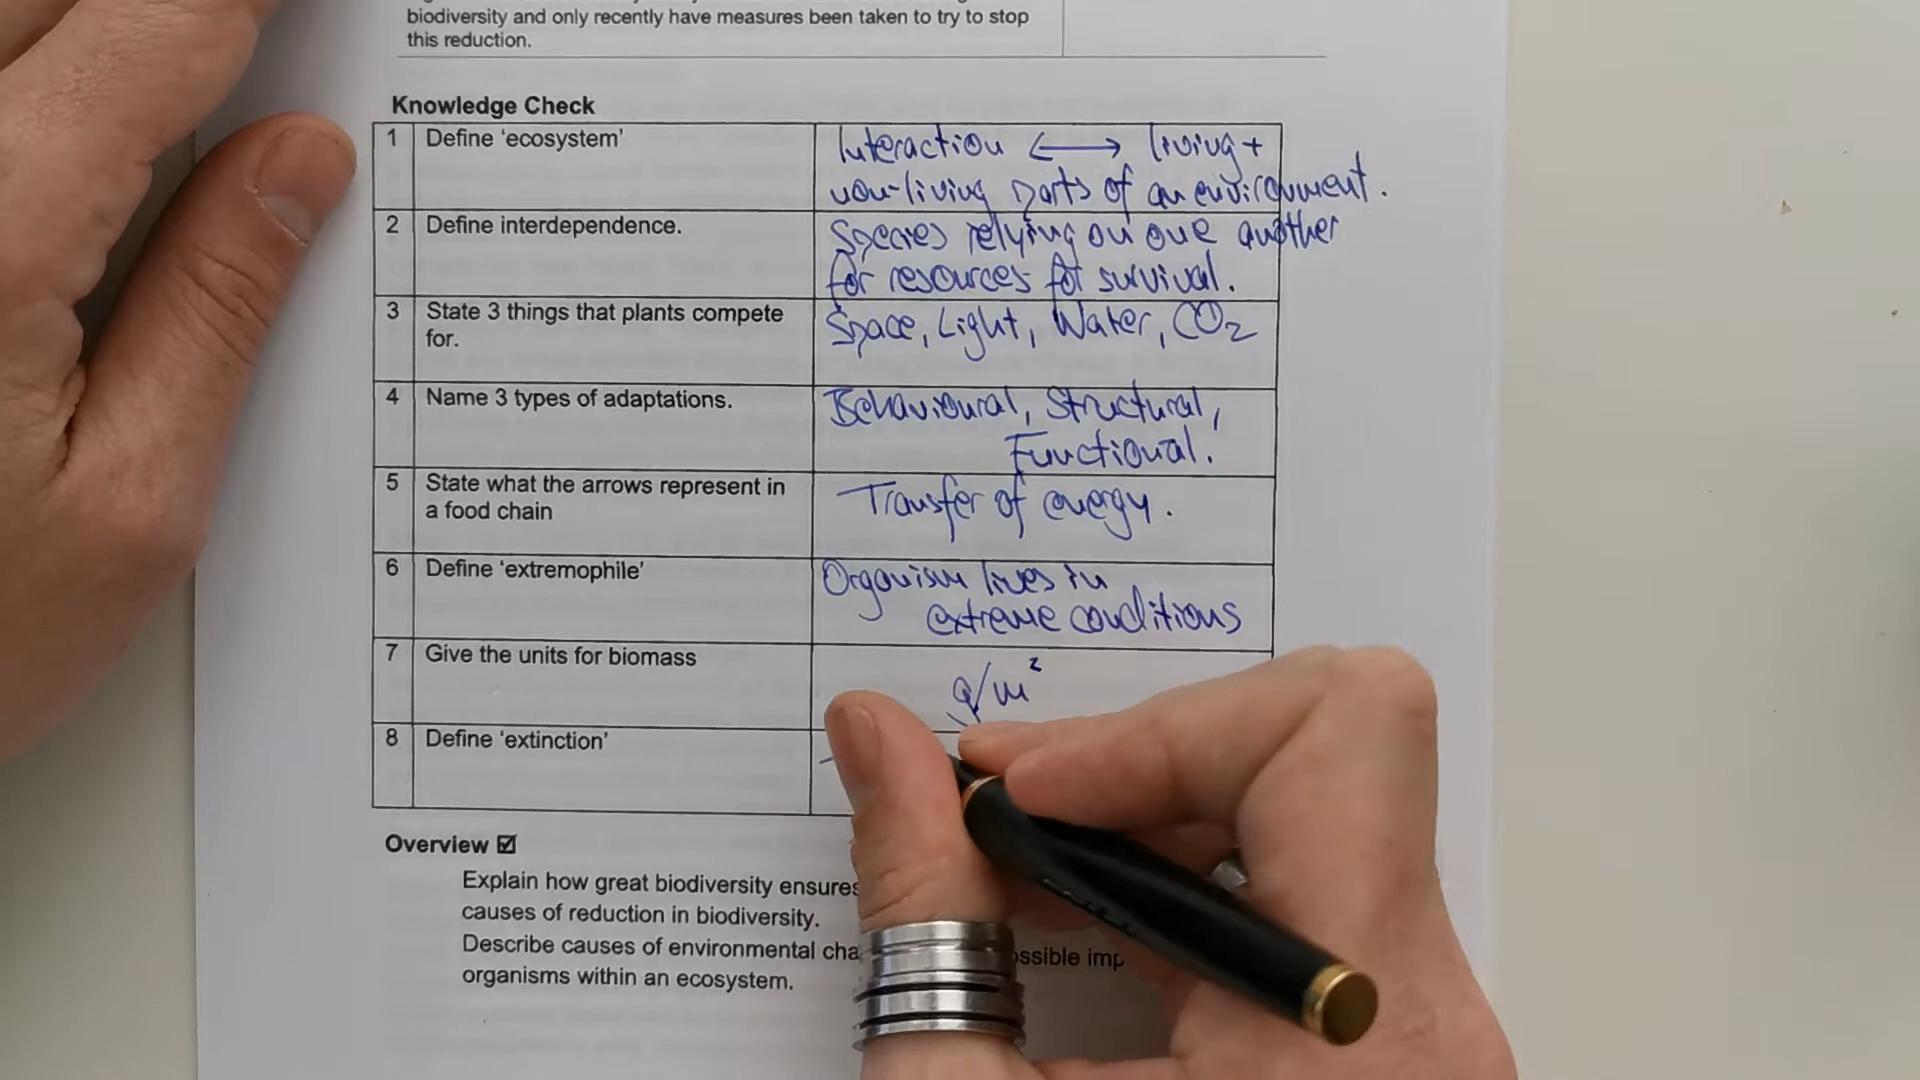 biodiversity and only recently have measures been taken to try to stop
this reduction.
Knowledge Check
1 Define ‘ecosystem’
Interaction ⟷ living +
non-living parts of an environment.
2 Define interdependence.
Species relying on one another
for resources for survival.
3 State 3 things that plants compete
for.
Space, Light, Water, CO2
4 Name 3 types of adaptations.
Behavioural, Structural,
Functional.
5 State what the arrows represent in
a food chain
Transfer of energy.
6 Define ‘extremophile’
Organism lives in
extreme conditions
7 Give the units for biomass
g/m²
8 Define ‘extinction’
Overview ☑
Explain how great biodiversity ensures
causes of reduction in biodiversity.
Describe causes of environmental
organisms within an ecosystem.